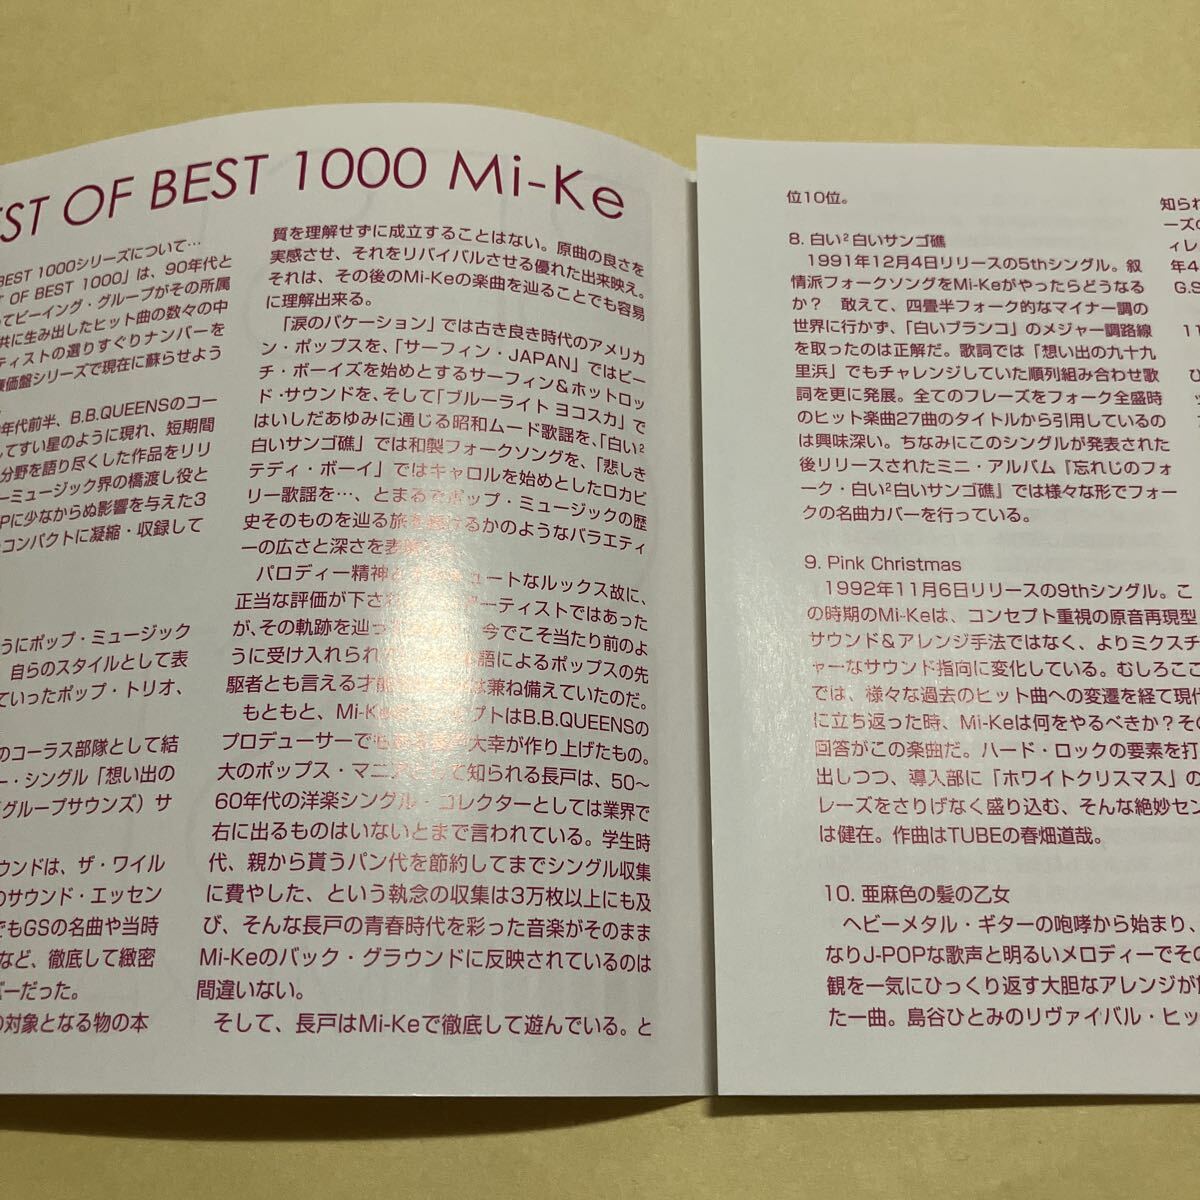 EST OF BEST 1000 Mi-Ke
BEST 1000シリーズについて…
T OF BEST 1000」は、90年代と
ってビーイング・グループがその所属
共に生み出したヒット曲の数々の中
ティストの選りすぐりナンバーを
廉価盤シリーズで現在に蘇らせよう
年代前半、B.B.QUEENSのコー
してすい星のように現れ、短期間
分野を語り尽くした作品をリリ
ーミュージック界の橋渡し役と
Pに少なからぬ影響を与えた3
コンパクトに凝縮・収録して
うにポップ・ミュージック
自らのスタイルとして表
ていったポップ・トリオ、
のコーラス部隊として結
ー・シングル「想い出の
グループサウンズ）サ
ウンドは、ザ・ワイル
のサウンド・エッセン
でもGSの名曲や当時
など、徹底して緻密
バーだった。
対象となる物の本
質を理解せずに成立することはない。原曲の良さを
実感させ、それをリバイバルさせる優れた出来映え。
それは、その後のMi-Keの楽曲を辿ることでも容易
に理解出来る。
「涙のバケーション」では古き良き時代のアメリカ
ン・ポップスを、「サーフィン・JAPAN」ではビー
チ・ボーイズを始めとするサーフィン＆ホットロッ
ド・サウンドを、そして「ブルーライト ヨコスカ」で
はいしだあゆみに通じる昭和ムード歌謡を、「白い²
白いサンゴ礁」では和製フォークソングを、「悲しき
テディ・ボーイ」ではキャロルを始めとしたロカビ
リー歌謡を…、とまるでポップ・ミュージックの歴
史そのものを辿る旅を続けるかのようなバラエティ
ーの広さと深さを表
パロディー精神と ュートなルックス故に、
正当な評価が下され ーティストではあった
が、その軌跡を辿っ 今でこそ当たり前のよ
うに受け入れられ 語によるポップスの先
駆者とも言える才能 は兼ね備えていたのだ。
もともと、Mi-Ke プトはB.B.QUEENSの
プロデューサーでも 大幸が作り上げたもの。
大のポップス・マニア て知られる長戸は、50〜
60年代の洋楽シングル・コレクターとしては業界で
右に出るものはいないとまで言われている。学生時
代、親から貰うパン代を節約してまでシングル収集
に費やした、という執念の収集は3万枚以上にも及
び、そんな長戸の青春時代を彩った音楽がそのまま
Mi-Keのバック・グラウンドに反映されているのは
間違いない。
そして、長戸はMi-Keで徹底して遊んでいる。と
位10位。
8. 白い²白いサンゴ礁
1991年12月4日リリースの5thシングル。叙
情派フォークソングをMi-Keがやったらどうなる
か？　敢えて、四畳半フォーク的なマイナー調の
世界に行かず、「白いブランコ」のメジャー調路線
を取ったのは正解だ。歌詞では「想い出の九十九
里浜」でもチャレンジしていた順列組み合わせ歌
詞を更に発展。全てのフレーズをフォーク全盛時
のヒット楽曲27曲のタイトルから引用しているの
は興味深い。ちなみにこのシングルが発表された
後リリースされたミニ・アルバム『忘れじのフォ
ーク・白い²白いサンゴ礁』では様々な形でフォー
クの名曲カバーを行っている。
9. Pink Christmas
1992年11月6日リリースの9thシングル。こ
の時期のMi-Keは、コンセプト重視の原音再現型
サウンド＆アレンジ手法ではなく、よりミクスチ
ャーなサウンド指向に変化している。むしろここ
では、様々な過去のヒット曲への変遷を経て現代
に立ち返った時、Mi-Keは何をやるべきか？その
回答がこの楽曲だ。ハード・ロックの要素を打
出しつつ、導入部に「ホワイトクリスマス」の
レーズをさりげなく盛り込む、そんな絶妙セン
は健在。作曲はTUBEの春畑道哉。
10. 亜麻色の髪の乙女
ヘビーメタル・ギターの咆哮から始まり、
なりJ-POPな歌声と明るいメロディーでその
観を一気にひっくり返す大胆なアレンジが
た一曲。島谷ひとみのリヴァイバル・ヒッ
知られ
ーズの
ィレ
年4
G.S
11
ひ
ッ